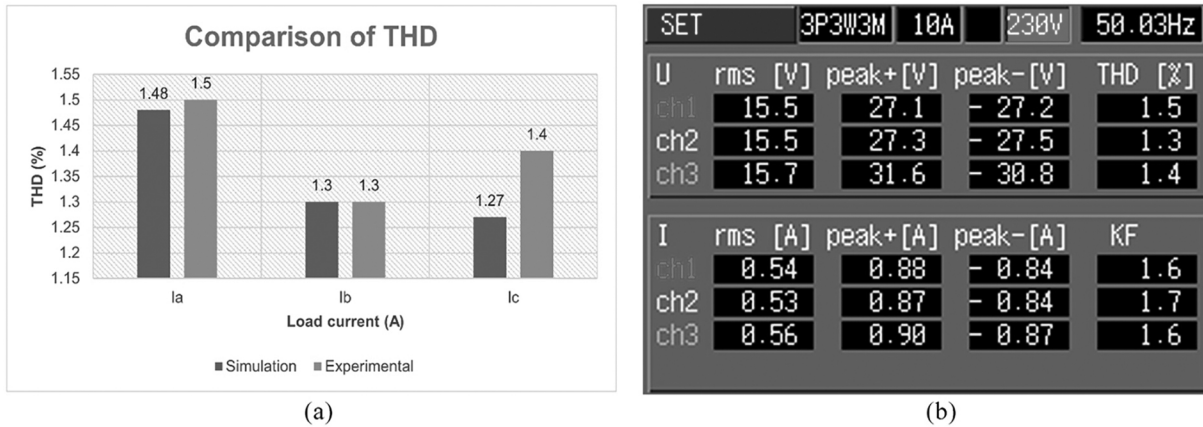 Comparison of THD
THD (%)
1.55
1.5
1.45
1.4
1.35
1.3
1.25
1.2
1.15
1.48
1.5
1.3
1.3
1.27
1.4
Ia
Ib
Ic
Load current (A)
Simulation
Experimental
(a)
SET 3P3W3M 10A 230V 50.03Hz
U rms [V] peak+[V] peak-[V] THD [%]
ch1 15.5 27.1 - 27.2 1.5
ch2 15.5 27.3 - 27.5 1.3
ch3 15.7 31.6 - 30.8 1.4
I rms [A] peak+[A] peak-[A] KF
ch1 0.54 0.88 - 0.84 1.6
ch2 0.53 0.87 - 0.84 1.7
ch3 0.56 0.90 - 0.87 1.6
(b)